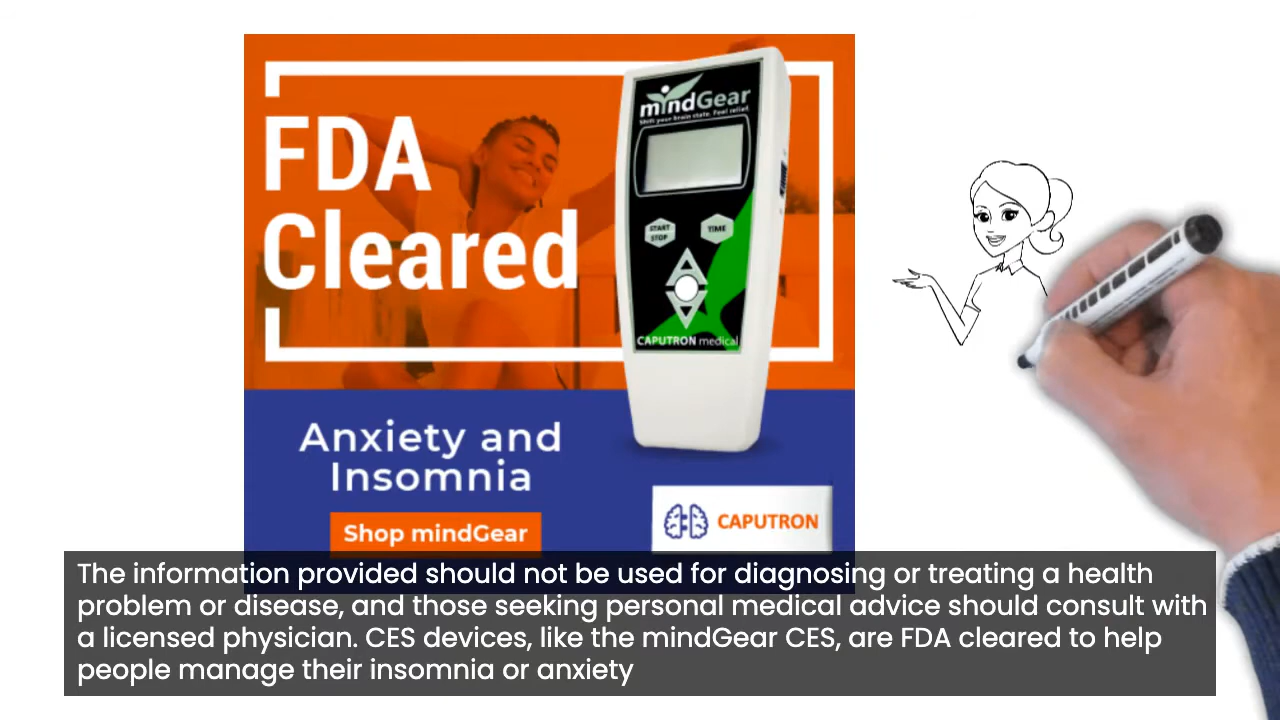 FDA
Cleared
mindGear
Shift your brain state. Feel relief.
START
STOP
TIME
CAPUTRON medical
Anxiety and
Insomnia
Shop mindGear
CAPUTRON
The information provided should not be used for diagnosing or treating a health
problem or disease, and those seeking personal medical advice should consult with
a licensed physician. CES devices, like the mindGear CES, are FDA cleared to help
people manage their insomnia or anxiety